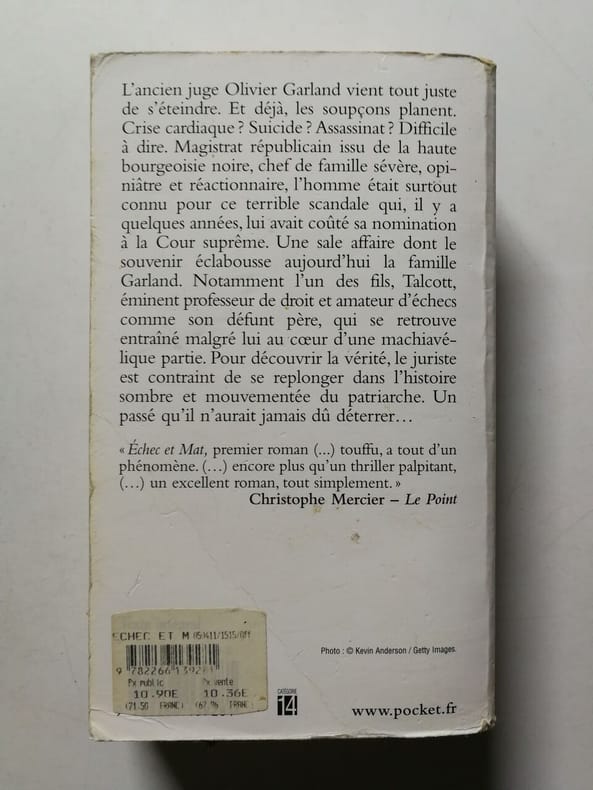 L'ancien juge Olivier Garland vient tout juste
de s'éteindre. Et déjà, les soupçons planent.
Crise cardiaque ? Suicide ? Assassinat ? Difficile
à dire. Magistrat républicain issu de la haute
bourgeoisie noire, chef de famille sévère, opi-
niâtre et réactionnaire, l'homme était surtout
connu pour ce terrible scandale qui, il y a
quelques années, lui avait coûté sa nomination
à la Cour suprême. Une sale affaire dont le
souvenir éclabousse aujourd'hui la famille
Garland. Notamment l'un des fils, Talcott,
éminent professeur de droit et amateur d'échecs
comme son défunt père, qui se retrouve
entraîné malgré lui au cœur d'une machiavé-
lique partie. Pour découvrir la vérité, le juriste
est contraint de se replonger dans l'histoire
sombre et mouvementée du patriarche. Un
passé qu'il n'aurait jamais dû déterrer…
« Échec et Mat, premier roman (...) touffu, a tout d'un
phénomène. (…) encore plus qu'un thriller palpitant,
(…) un excellent roman, tout simplement. »
Christophe Mercier – Le Point
Photo : © Kevin Anderson / Getty Images.
ECHEC ET M
Px public Px vente
10.90E 10.36E
(71.50 FRANC)
CATÉGORIE
14
www.pocket.fr